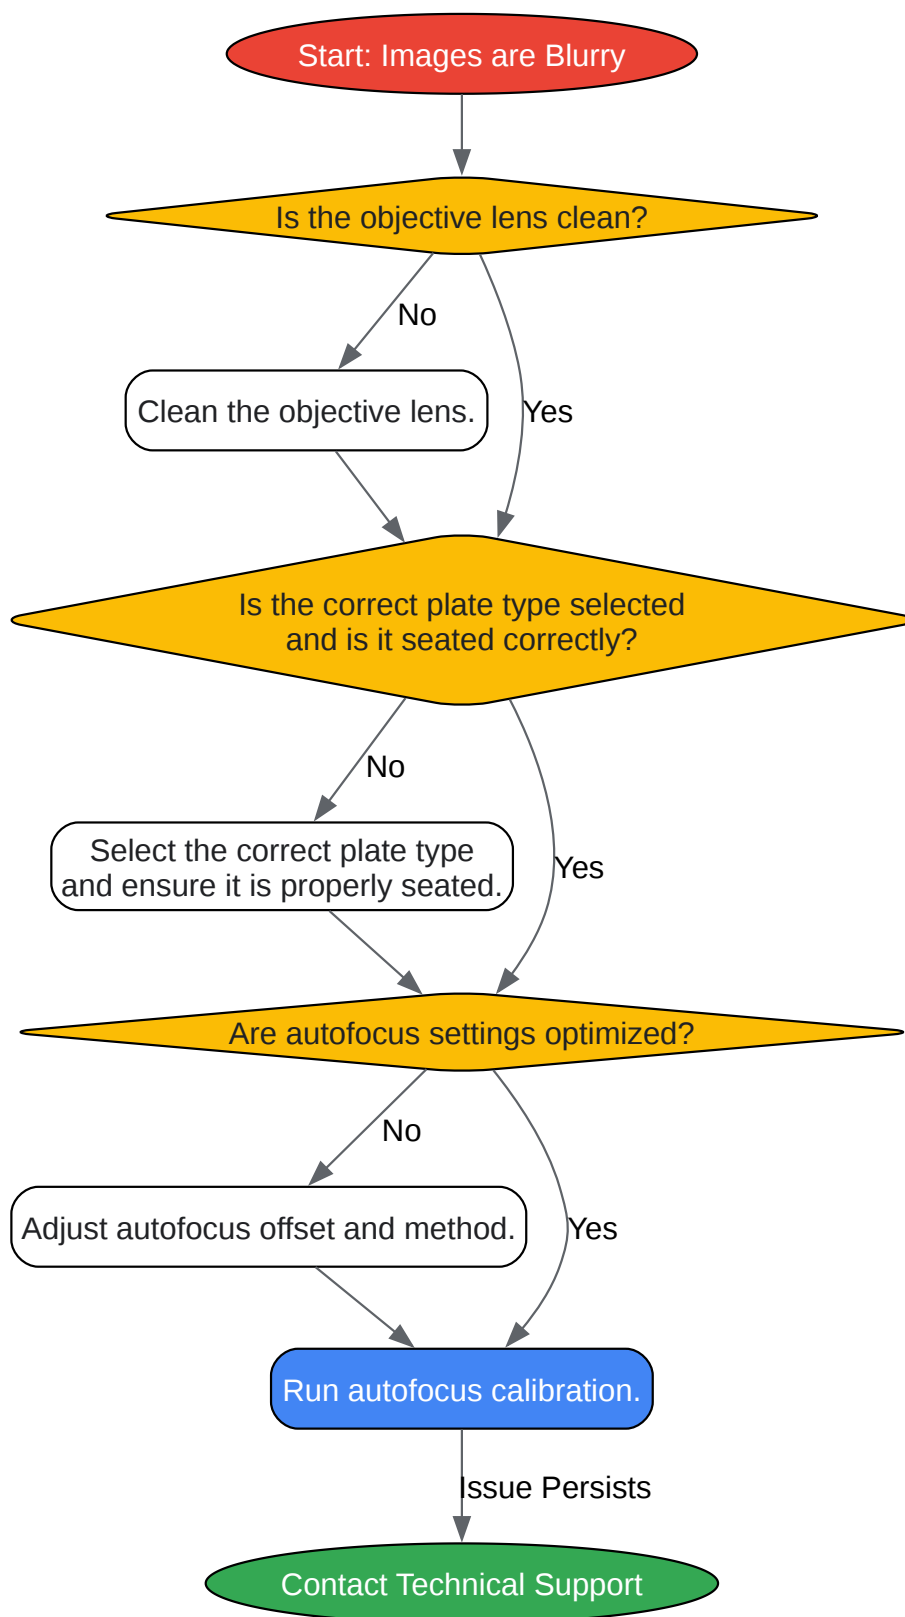 Start: Images are Blurry
Is the objective lens clean?
No
Clean the objective lens.
Yes
Is the correct plate type selected
and is it seated correctly?
No
Select the correct plate type
and ensure it is properly seated.
Yes
Are autofocus settings optimized?
No
Adjust autofocus offset and method.
Yes
Run autofocus calibration.
Issue Persists
Contact Technical Support